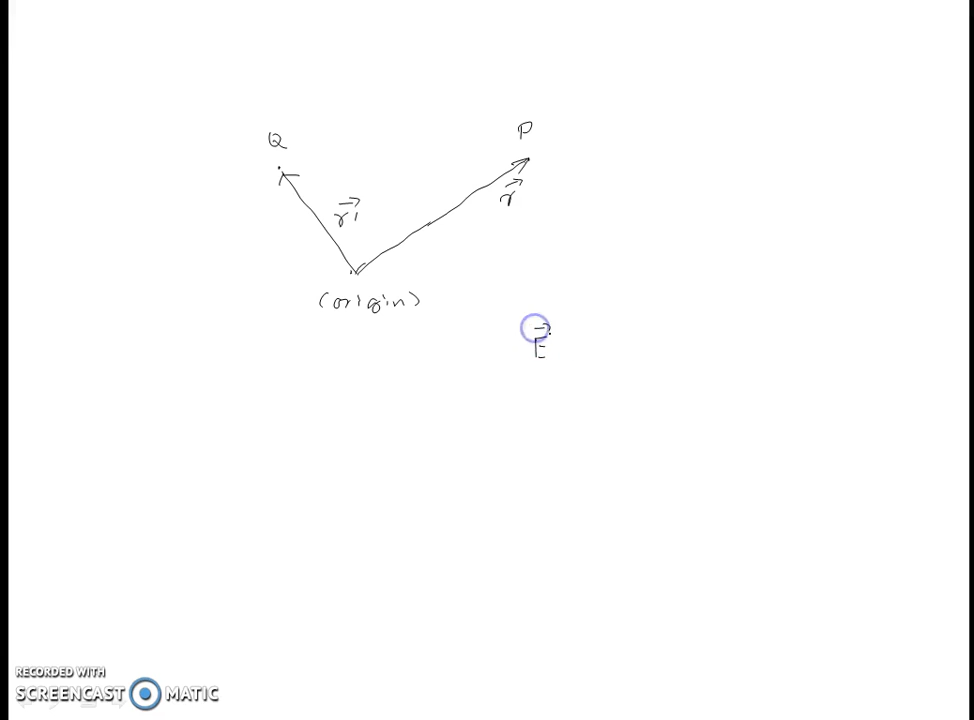 Q
P
r⃗'
r⃗
(origin)
E⃗
RECORDED WITH
SCREENCAST MATIC